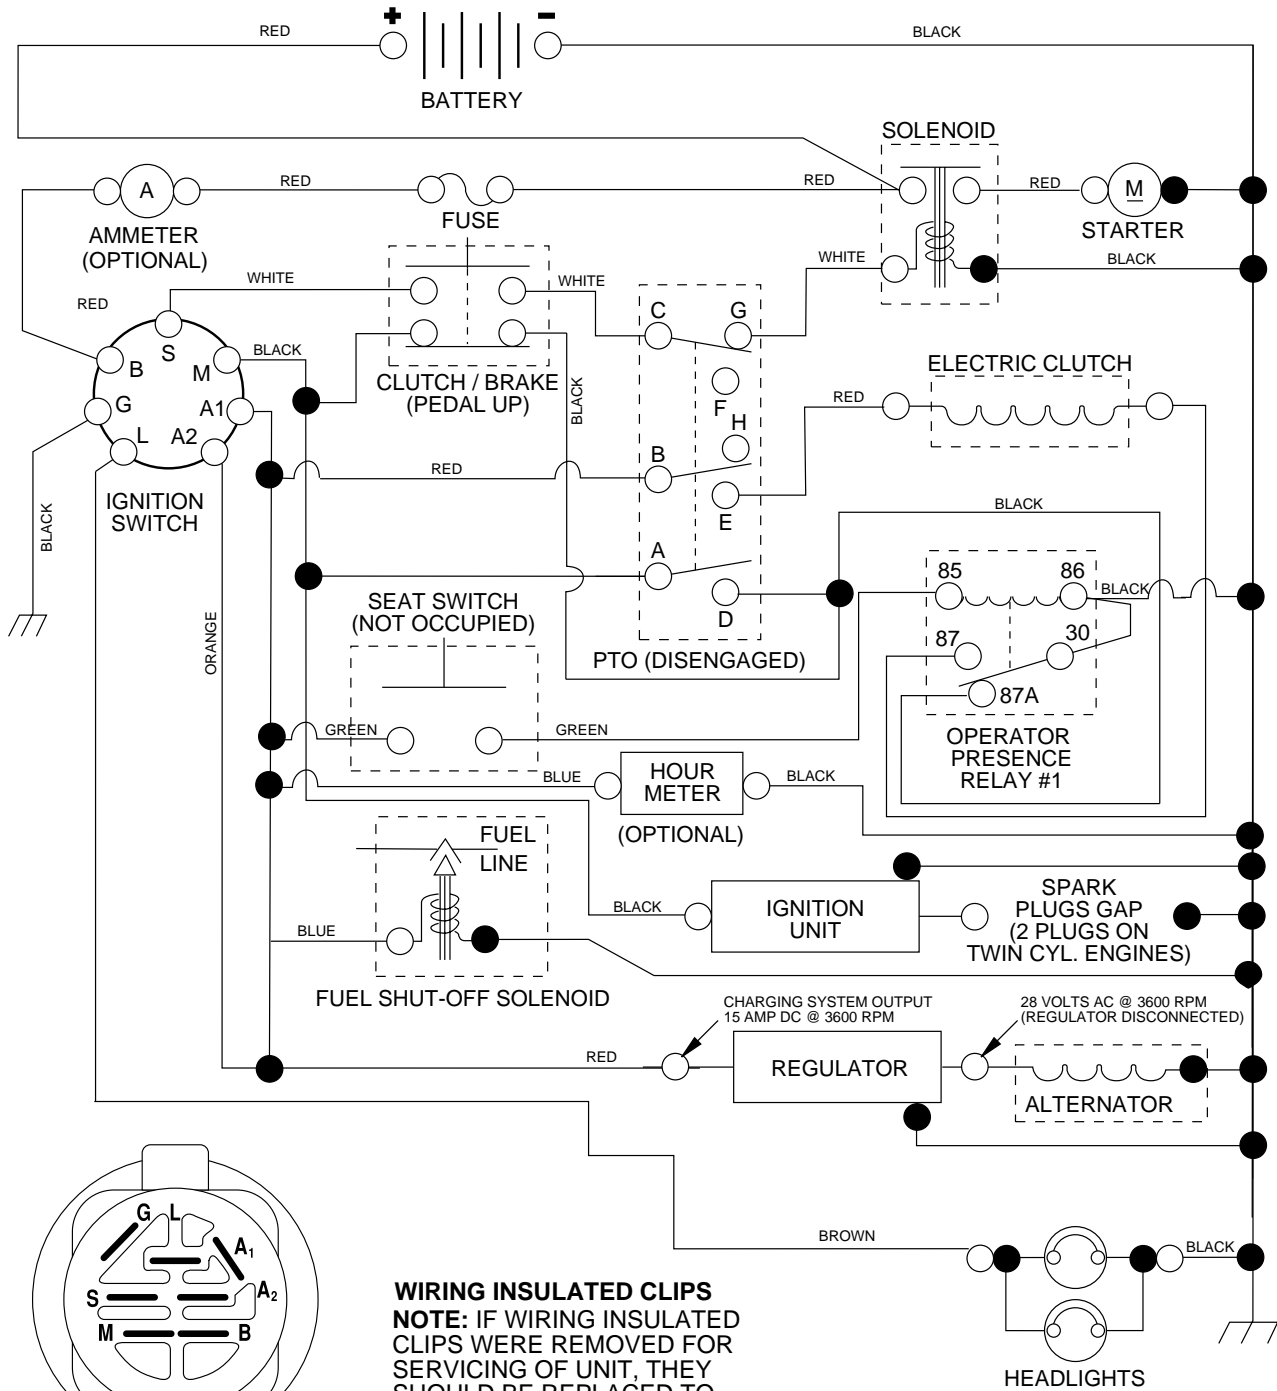 + −
RED
BLACK
BATTERY
SOLENOID
A
RED
RED
RED
M
FUSE
AMMETER
(OPTIONAL)
STARTER
WHITE
WHITE
WHITE
BLACK
RED
S
B
M
BLACK
C
G
G
A1
L
A2
CLUTCH / BRAKE
(PEDAL UP)
BLACK
F
H
ELECTRIC CLUTCH
RED
B
RED
E
IGNITION
SWITCH
BLACK
BLACK
A
D
85
86
BLACK
SEAT SWITCH
(NOT OCCUPIED)
ORANGE
87
30
PTO (DISENGAGED)
87A
GREEN
GREEN
OPERATOR
PRESENCE
RELAY #1
BLUE
HOUR
METER
BLACK
(OPTIONAL)
FUEL
LINE
BLACK
IGNITION
UNIT
SPARK
PLUGS GAP
(2 PLUGS ON
TWIN CYL. ENGINES)
BLUE
FUEL SHUT-OFF SOLENOID
CHARGING SYSTEM OUTPUT
15 AMP DC @ 3600 RPM
28 VOLTS AC @ 3600 RPM
(REGULATOR DISCONNECTED)
RED
REGULATOR
ALTERNATOR
BROWN
BLACK
HEADLIGHTS
G L
A1
A2
S
M
B
WIRING INSULATED CLIPS
NOTE: IF WIRING INSULATED
CLIPS WERE REMOVED FOR
SERVICING OF UNIT, THEY
SHOULD BE REPLACED TO